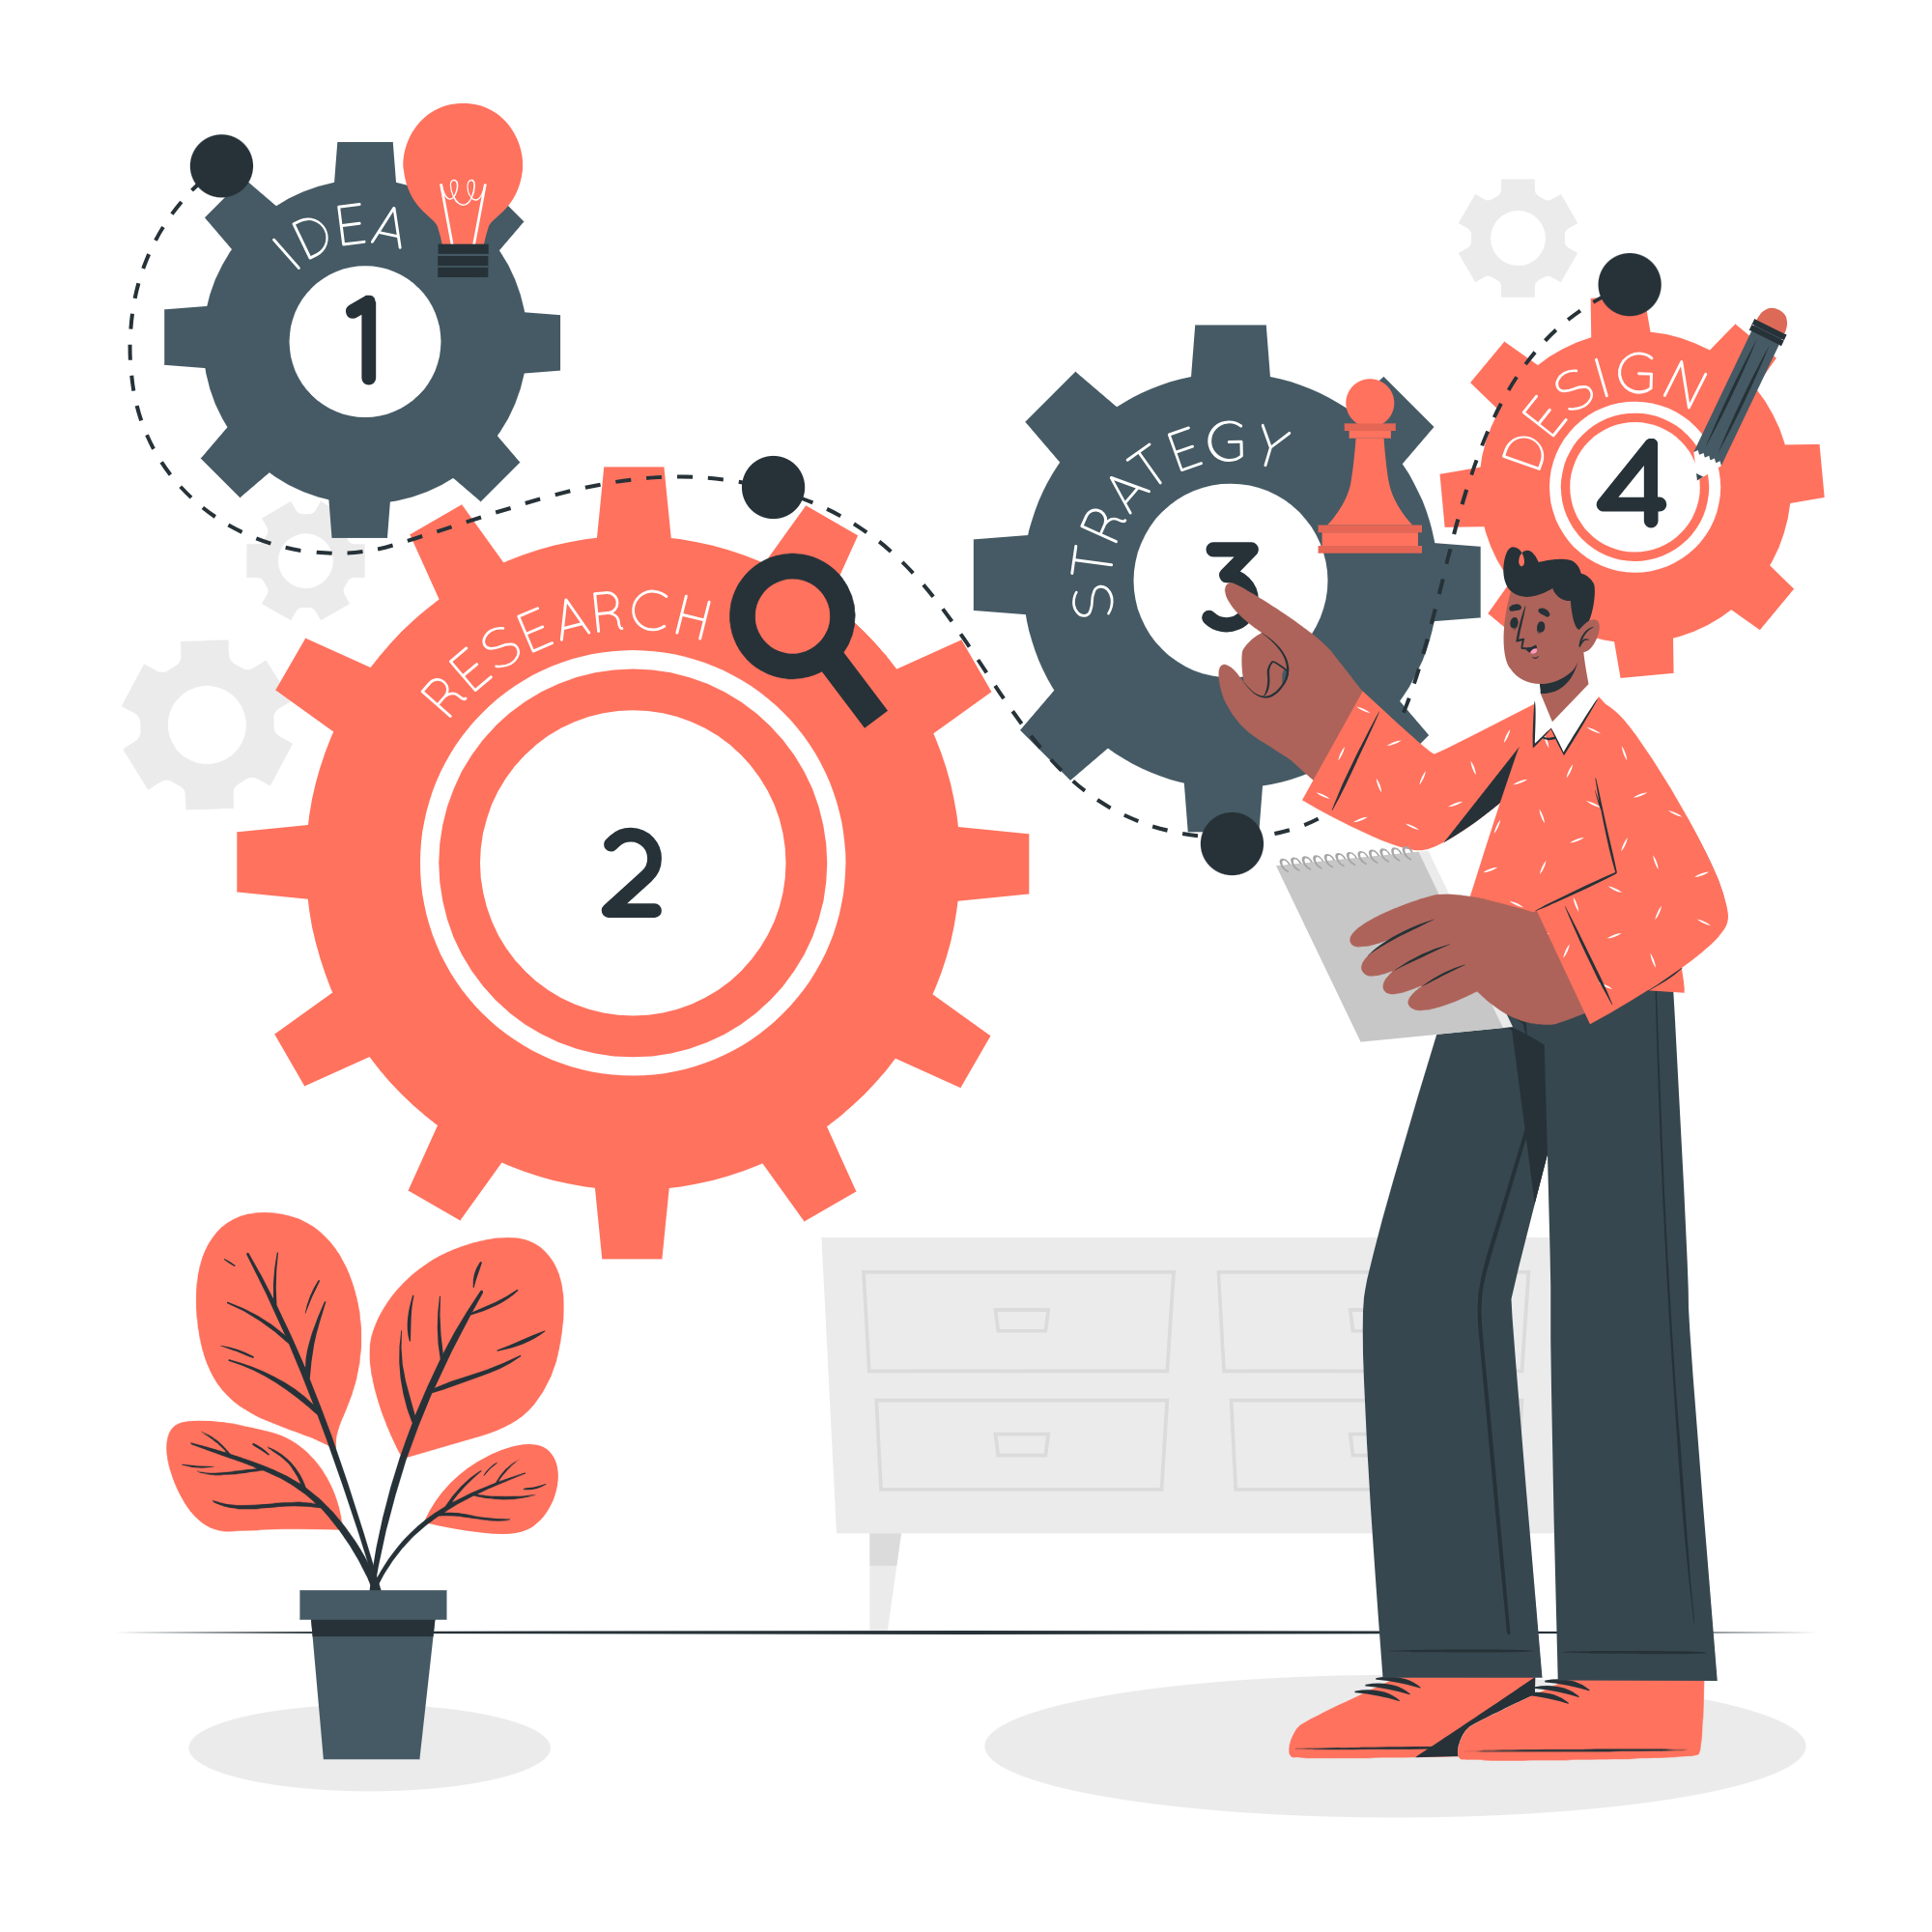 IDEA
1
RESEARCH
2
STRATEGY
3
DESIGN
4